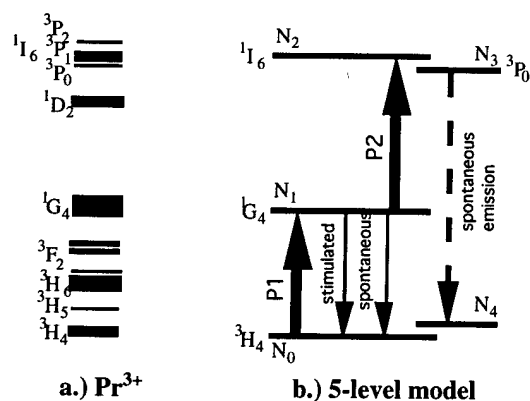 ³P₂
¹I₆ ³P₁
³P₀
¹D₂
¹G₄
³F₂
³H₆
³H₅
³H₄
a.) Pr³⁺
¹I₆ N₂
N₃ ³P₀
P2
spontaneous
emission
¹G₄ N₁
P1
stimulated
spontaneous
N₄
³H₄ N₀
b.) 5-level model